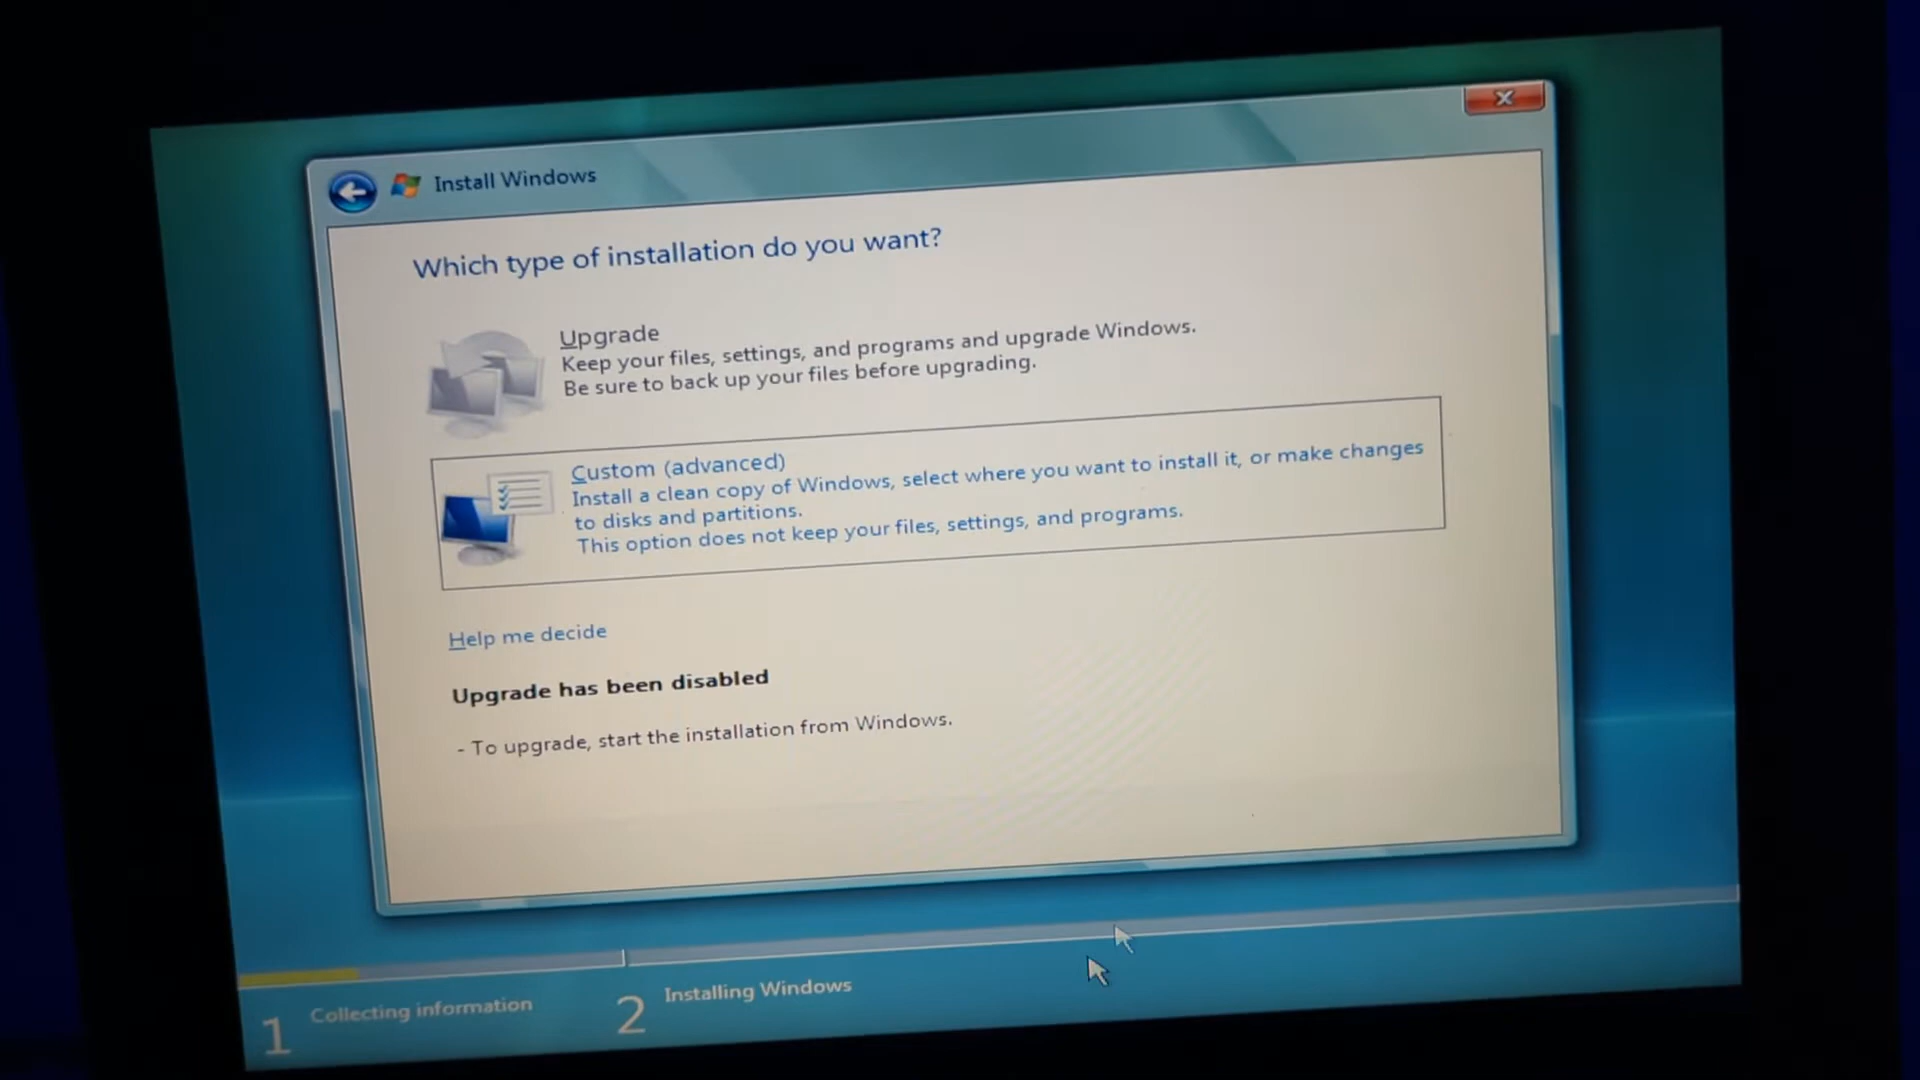 Install Windows
Which type of installation do you want?
Upgrade
Keep your files, settings, and programs and upgrade Windows.
Be sure to back up your files before upgrading.
Custom (advanced)
Install a clean copy of Windows, select where you want to install it, or make changes
to disks and partitions.
This option does not keep your files, settings, and programs.
Help me decide
Upgrade has been disabled
- To upgrade, start the installation from Windows.
1 Collecting information
2 Installing Windows